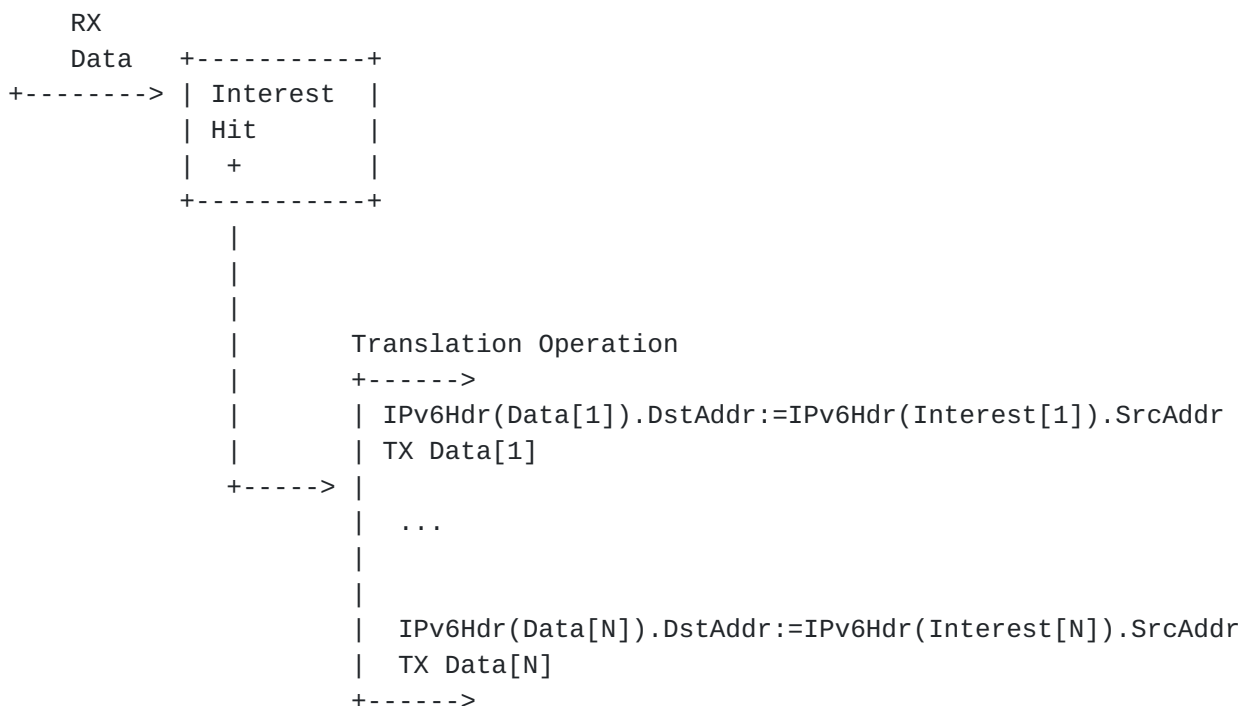 RX
    Data   +-----------+
+--------> | Interest  |
           | Hit       |
           |  +        |
           +-----------+
              |
              |
              |
              |       Translation Operation
              |       +------>
              |       | IPv6Hdr(Data[1]).DstAddr:=IPv6Hdr(Interest[1]).SrcAddr
              |       | TX Data[1]
              +-----> |
                      |  ...
                      |
                      |
                      |  IPv6Hdr(Data[N]).DstAddr:=IPv6Hdr(Interest[N]).SrcAddr
                      |  TX Data[N]
                      +------>